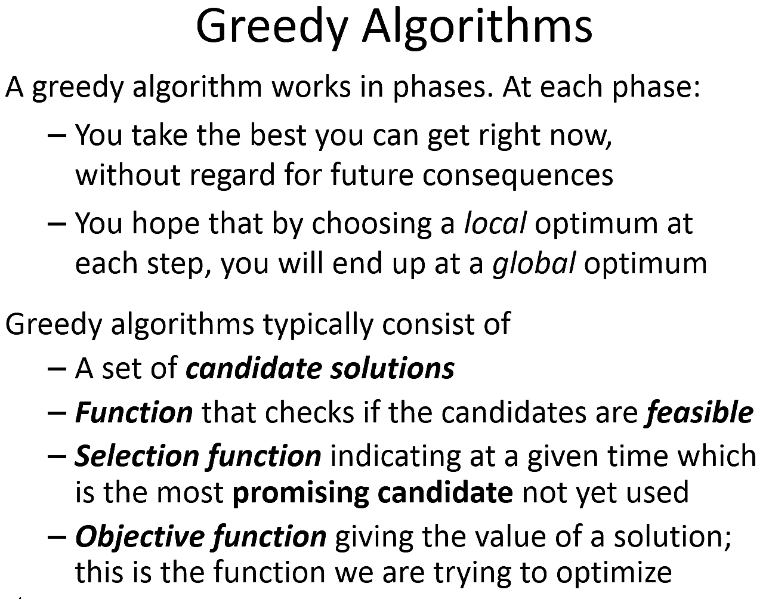 Greedy Algorithms
A greedy algorithm works in phases. At each phase:
– You take the best you can get right now,
without regard for future consequences
– You hope that by choosing a local optimum at
each step, you will end up at a global optimum
Greedy algorithms typically consist of
– A set of candidate solutions
– Function that checks if the candidates are feasible
– Selection function indicating at a given time which
is the most promising candidate not yet used
– Objective function giving the value of a solution;
this is the function we are trying to optimize